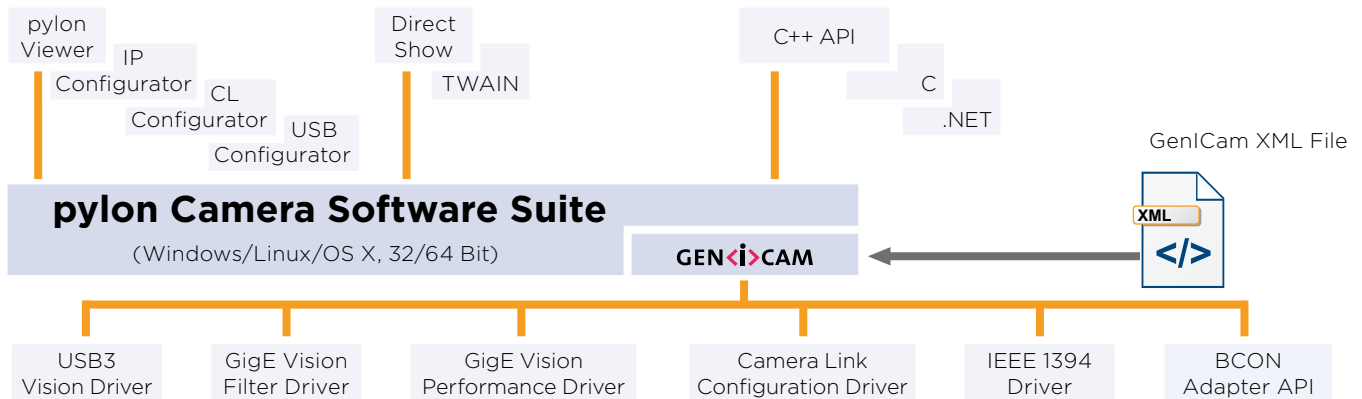 pylon
Viewer
IP
Configurator
CL
Configurator
USB
Configurator
Direct
Show
TWAIN
C++ API
C
.NET
GenICam XML File
XML
</>
pylon Camera Software Suite
(Windows/Linux/OS X, 32/64 Bit)
GEN<i>CAM
USB3
Vision Driver
GigE Vision
Filter Driver
GigE Vision
Performance Driver
Camera Link
Configuration Driver
IEEE 1394
Driver
BCON
Adapter API